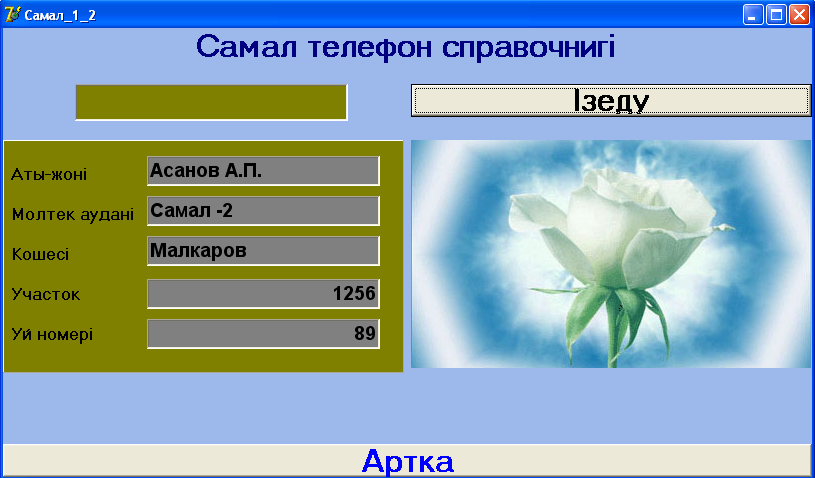 Самал_1_2
Самал телефон справочнигі
Ізеду
Аты-жоні Асанов А.П.
Молтек аудані Самал -2
Кошесі Малкаров
Участок 1256
Уй номері 89
Артка